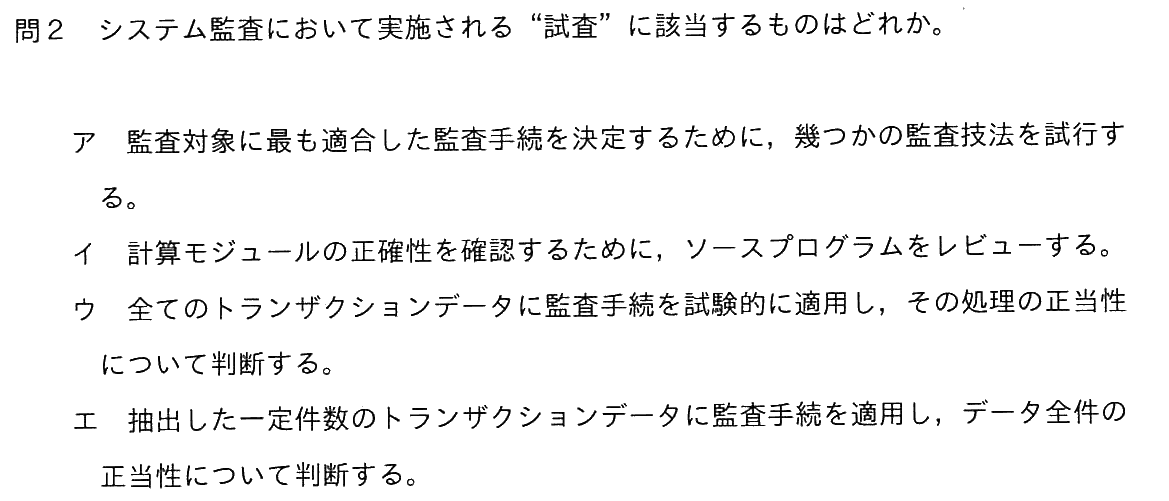 問２　システム監査において実施される“試査”に該当するものはどれか。
ア　監査対象に最も適合した監査手続を決定するために，幾つかの監査技法を試行す
る。
イ　計算モジュールの正確性を確認するために，ソースプログラムをレビューする。
ウ　全てのトランザクションデータに監査手続を試験的に適用し，その処理の正当性
について判断する。
エ　抽出した一定件数のトランザクションデータに監査手続を適用し，データ全件の
正当性について判断する。